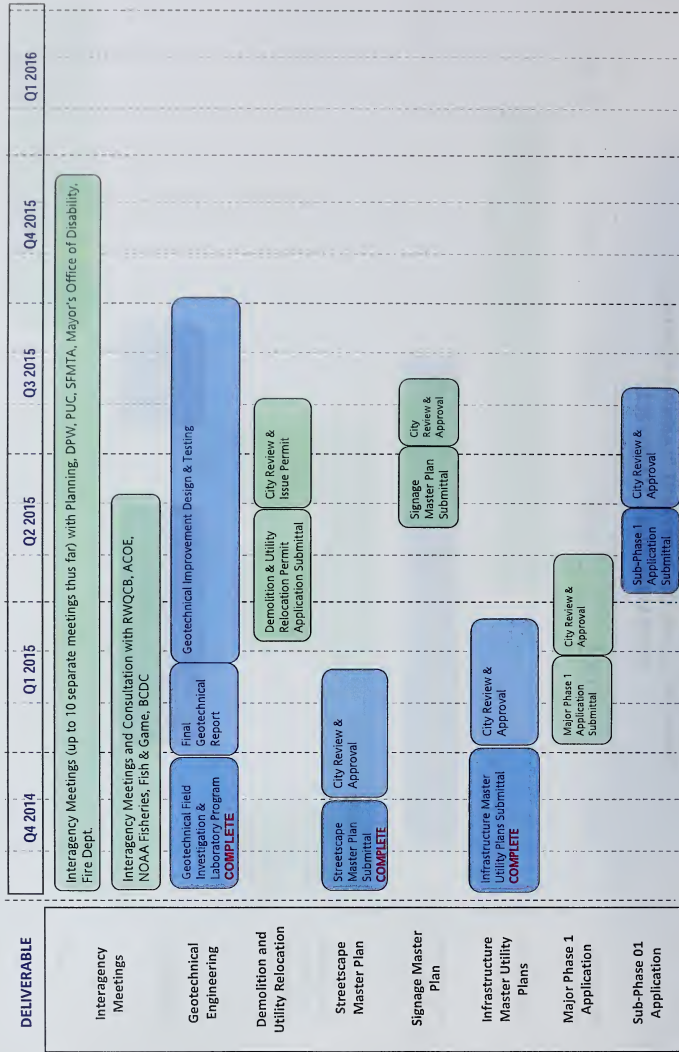 DELIVERABLE
Q4 2014
Q1 2015
Q2 2015
Q3 2015
Q4 2015
Q1 2016
Interagency
Meetings
Interagency Meetings (up to 10 separate meetings thus far) with Planning, DPW, PUC, SFMTA, Mayor's Office of Disability,
Fire Dept.
Interagency Meetings and Consultation with RWQCB, ACOE,
NOAA Fisheries, Fish & Game, BCDC
Geotechnical
Engineering
Geotechnical Field
Investigation &
Laboratory Program
COMPLETE
Final
Geotechnical
Report
Geotechnical Improvement Design & Testing
Demolition and
Utility Relocation
Demolition & Utility
Relocation Permit
Application Submittal
City Review &
Issue Permit
Streetscape
Master Plan
Streetscape
Master Plan
Submittal
COMPLETE
City Review &
Approval
Signage Master
Plan
Signage
Master Plan
Submittal
City
Review &
Approval
Infrastructure
Master Utility
Plans
Infrastructure Master
Utility Plans Submittal
COMPLETE
City Review &
Approval
Major Phase 1
Application
Major Phase 1
Application
Submittal
City Review &
Approval
Sub-Phase 01
Application
Sub-Phase 1
Application
Submittal
City Review &
Approval